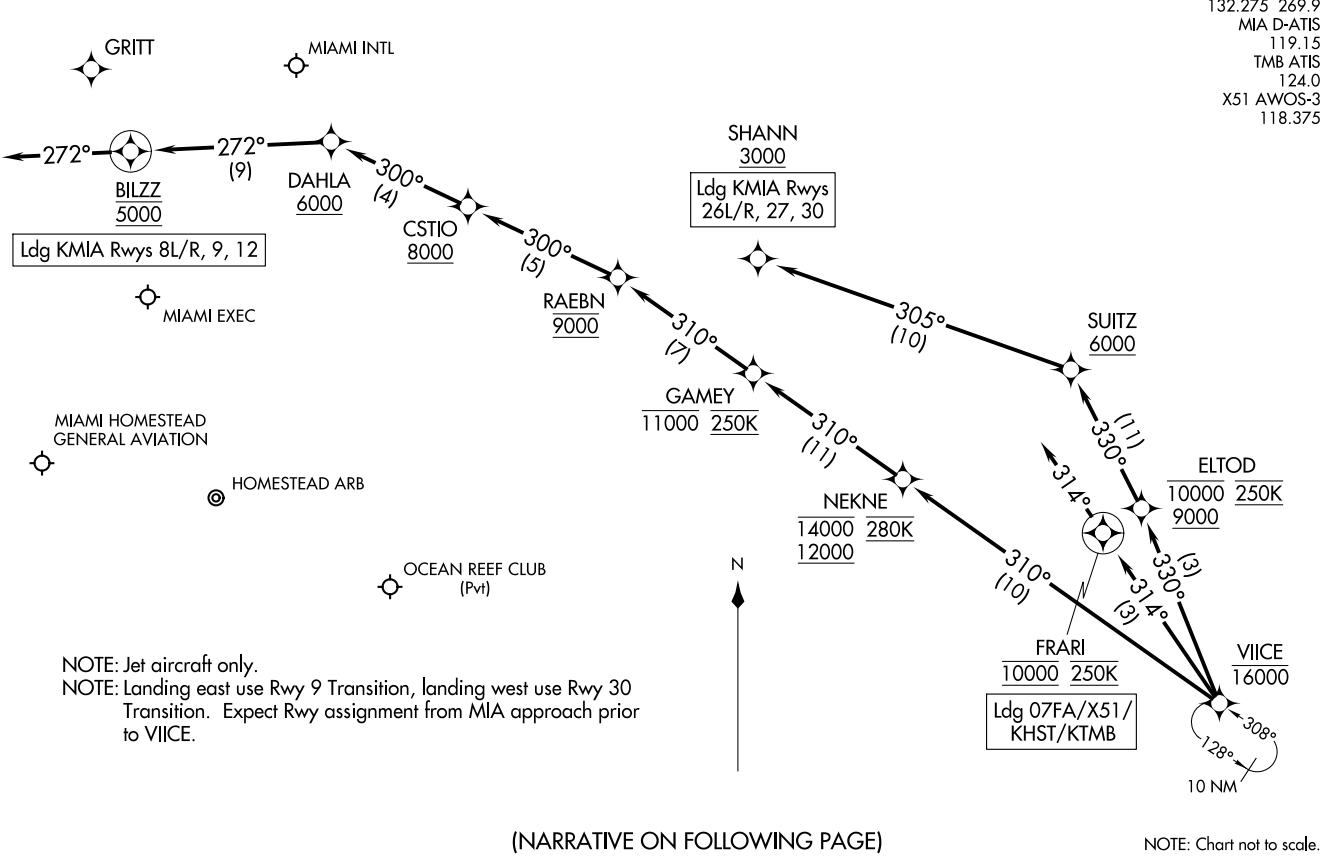 132.275 269.9
MIA D-ATIS
119.15
TMB ATIS
124.0
X51 AWOS-3
118.375
GRITT
MIAMI INTL
272°
BILZZ
5000
Ldg KMIA Rwys 8L/R, 9, 12
272°
(9)
DAHLA
6000
300°
(4)
CSTIO
8000
300°
(5)
RAEBN
9000
310°
(7)
GAMEY
11000 250K
310°
(11)
NEKNE
14000 280K
12000
310°
(10)
SHANN
3000
Ldg KMIA Rwys
26L/R, 27, 30
305°
(10)
SUITZ
6000
330°
(11)
ELTOD
10000 250K
9000
330°
(3)
314°
314°
(3)
FRARI
10000 250K
Ldg 07FA/X51/
KHST/KTMB
VIICE
16000
308°
128°
10 NM
MIAMI EXEC
MIAMI HOMESTEAD
GENERAL AVIATION
HOMESTEAD ARB
OCEAN REEF CLUB
(Pvt)
N
NOTE: Jet aircraft only.
NOTE: Landing east use Rwy 9 Transition, landing west use Rwy 30
Transition. Expect Rwy assignment from MIA approach prior
to VIICE.
(NARRATIVE ON FOLLOWING PAGE)
NOTE: Chart not to scale.